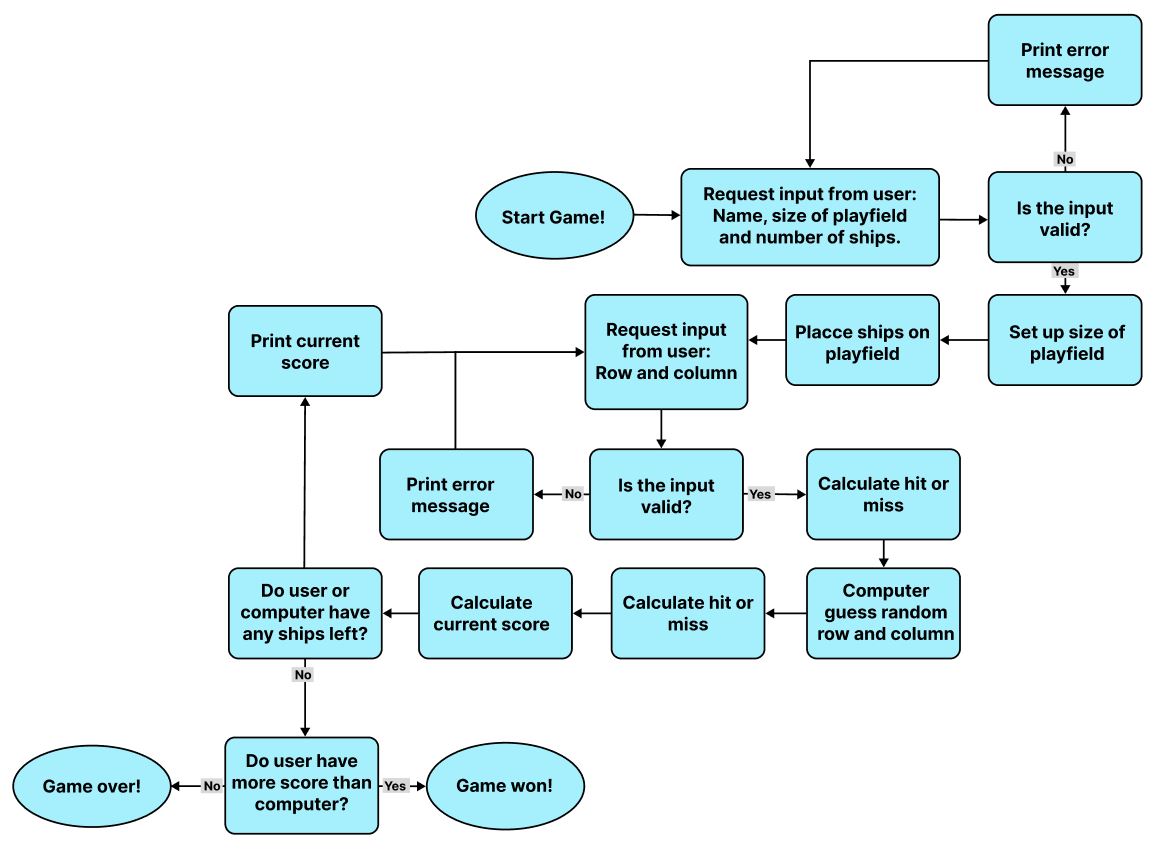 Print error
message
No
Start Game!
Request input from user:
Name, size of playfield
and number of ships.
Is the input
valid?
Yes
Print current
score
Request input
from user:
Row and column
Placce ships on
playfield
Set up size of
playfield
Print error
message
No
Is the input
valid?
Yes
Calculate hit or
miss
Do user or
computer have
any ships left?
Calculate
current score
Calculate hit or
miss
Computer
guess random
row and column
No
Game over!
No
Do user have
more score than
computer?
Yes
Game won!